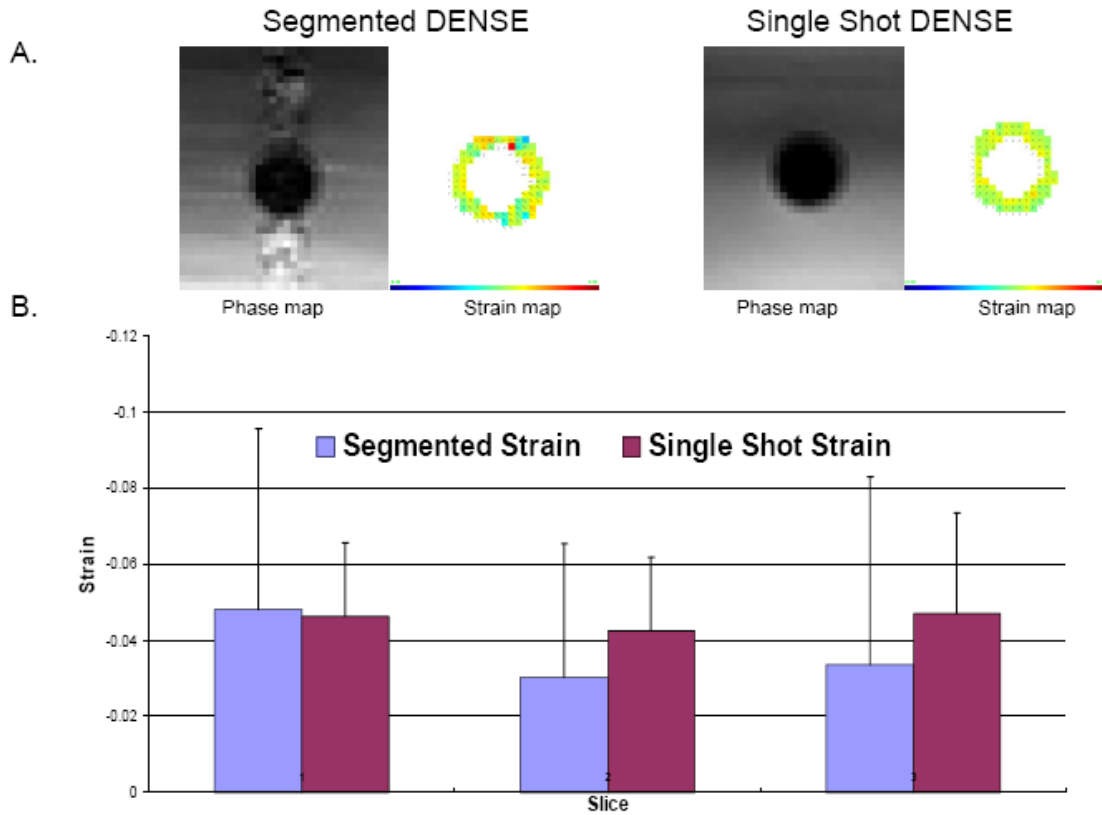 Segmented DENSE
Single Shot DENSE
A.
Phase map
Strain map
Phase map
Strain map
B.
-0.12
-0.1
-0.08
-0.06
-0.04
-0.02
0
Strain
Segmented Strain
Single Shot Strain
1
2
3
Slice